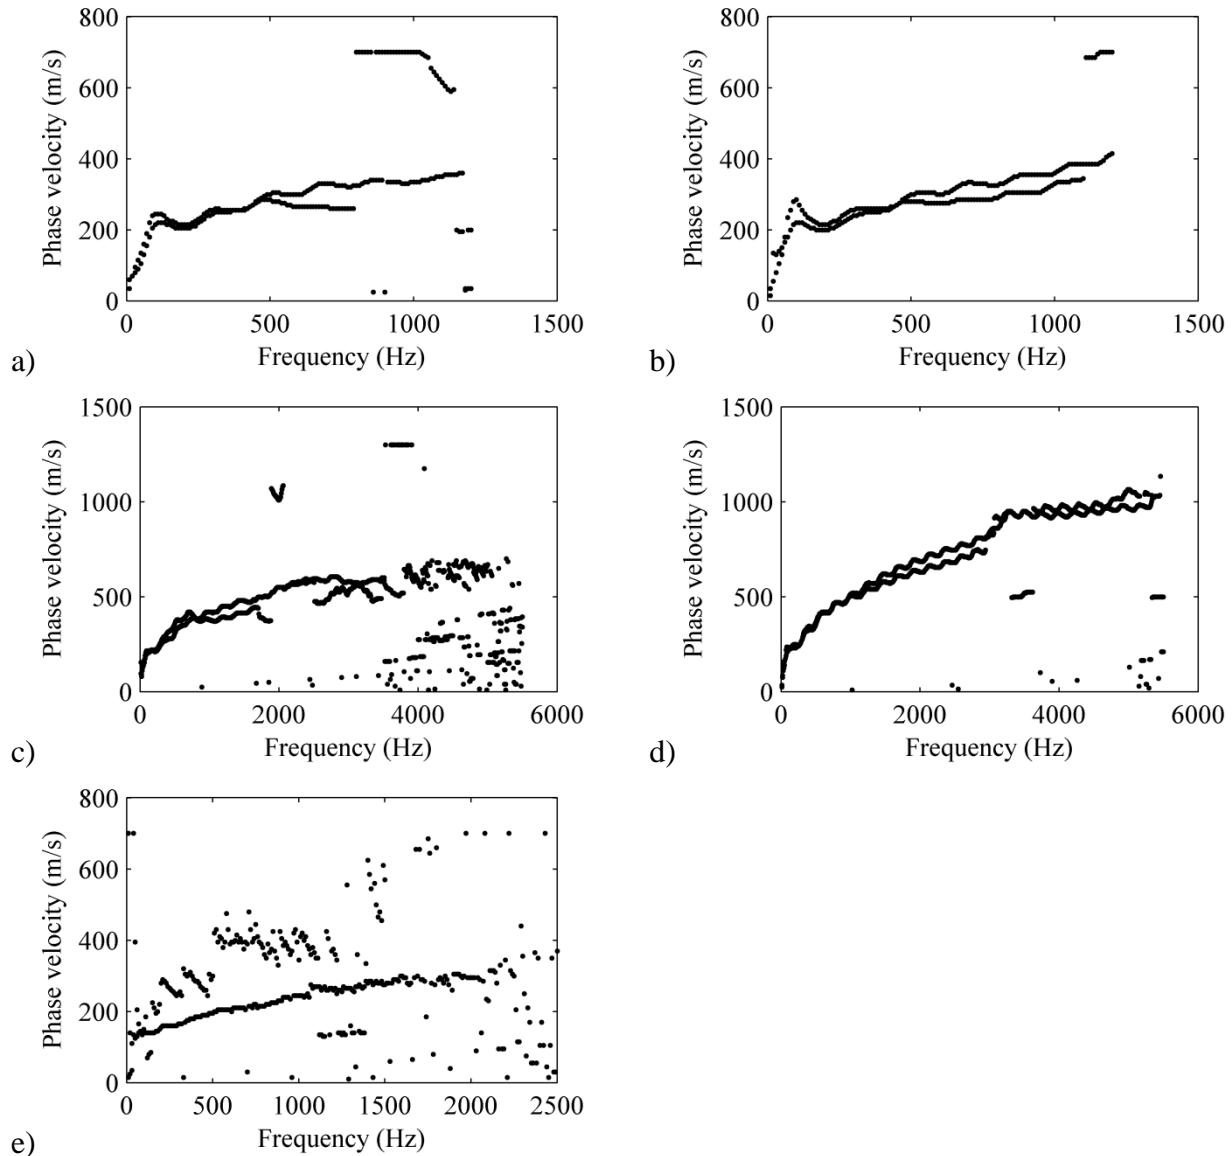 800
600
400
200
0
Phase velocity (m/s)
0 500 1000 1500
Frequency (Hz)
a)
800
600
400
200
0
Phase velocity (m/s)
0 500 1000 1500
Frequency (Hz)
b)
1500
1000
500
0
Phase velocity (m/s)
0 2000 4000 6000
Frequency (Hz)
c)
1500
1000
500
0
Phase velocity (m/s)
0 2000 4000 6000
Frequency (Hz)
d)
800
600
400
200
0
Phase velocity (m/s)
0 500 1000 1500 2000 2500
Frequency (Hz)
e)